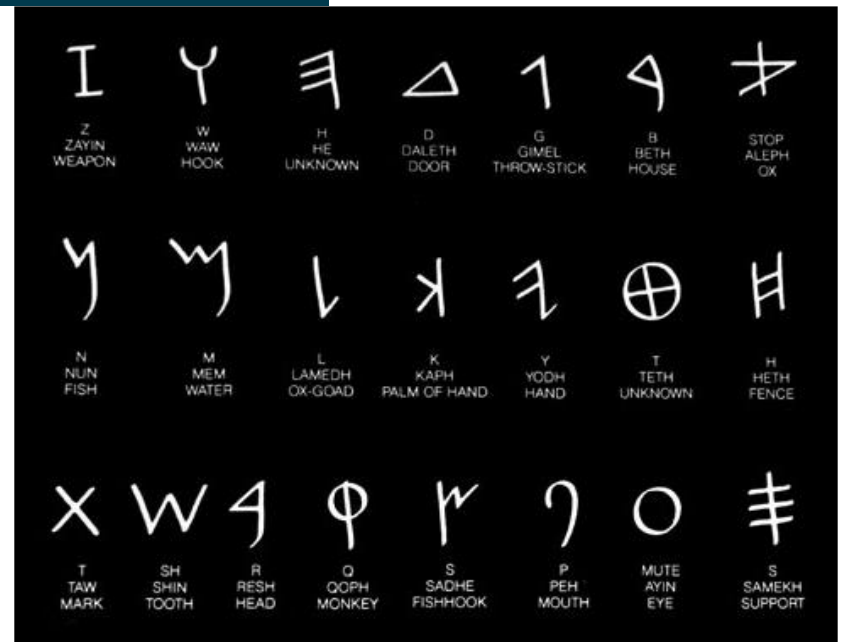 𐤀 𐤁 𐤂 𐤃 𐤄 𐤅 𐤆
Z W H D G B STOP
ZAYIN WAW HE DALETH GIMEL BETH ALEPH
WEAPON HOOK UNKNOWN DOOR THROW-STICK HOUSE OX
𐤇 𐤈 𐤉 𐤊 𐤋 𐤌 𐤍
N M L K Y T H
NUN MEM LAMEDH KAPH YODH TETH HETH
FISH WATER OX-GOAD PALM OF HAND HAND UNKNOWN FENCE
𐤎 𐤏 𐤐 𐤑 𐤒 𐤓 𐤔 𐤕
T SH R Q S P MUTE S
TAW SHIN RESH QOPH SADHE PEH AYIN SAMEKH
MARK TOOTH HEAD MONKEY FISHHOOK MOUTH EYE SUPPORT